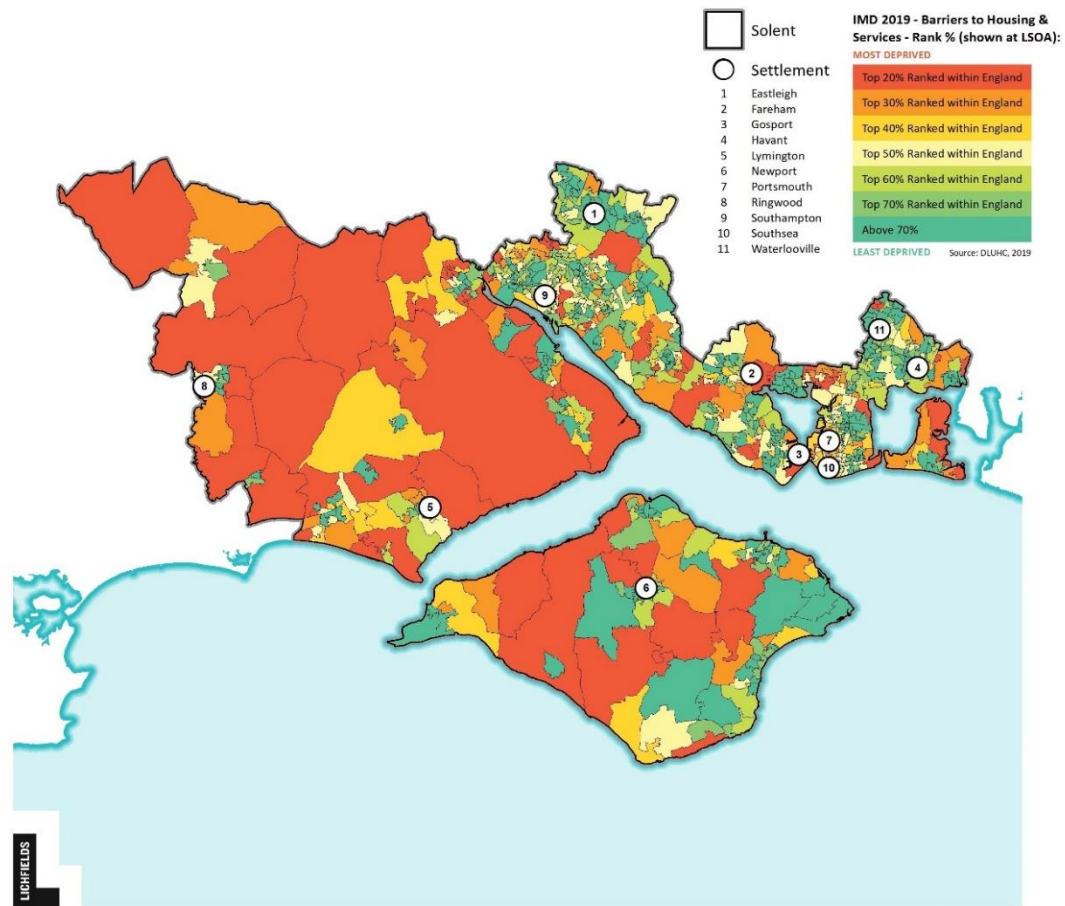 Solent
Settlement
1 Eastleigh
2 Fareham
3 Gosport
4 Havant
5 Lymington
6 Newport
7 Portsmouth
8 Ringwood
9 Southampton
10 Southsea
11 Waterlooville
IMD 2019 - Barriers to Housing &
Services - Rank % (shown at LSOA):
MOST DEPRIVED
Top 20% Ranked within England
Top 30% Ranked within England
Top 40% Ranked within England
Top 50% Ranked within England
Top 60% Ranked within England
Top 70% Ranked within England
Above 70%
LEAST DEPRIVED Source: DLUHC, 2019
1
9
11
2
4
8
7
3
10
5
6
LICHFIELDS